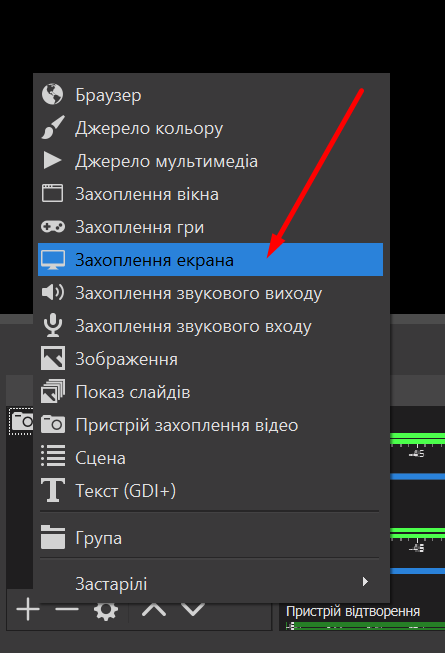 Браузер
Джерело кольору
Джерело мультимедіа
Захоплення вікна
Захоплення гри
Захоплення екрана
Захоплення звукового виходу
Захоплення звукового входу
Зображення
Показ слайдів
Пристрій захоплення відео
Сцена
Текст (GDI+)
Група
Застарілі
-45
-45
Пристрій відтворення